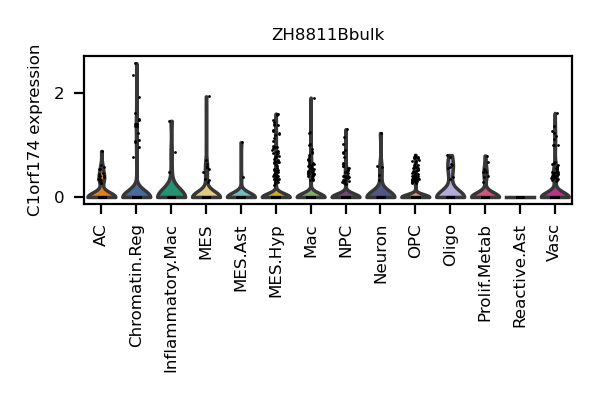 ZH8811Bbulk
C1orf174 expression
2
0
AC
Chromatin.Reg
Inflammatory.Mac
MES
MES.Ast
MES.Hyp
Mac
NPC
Neuron
OPC
Oligo
Prolif.Metab
Reactive.Ast
Vasc